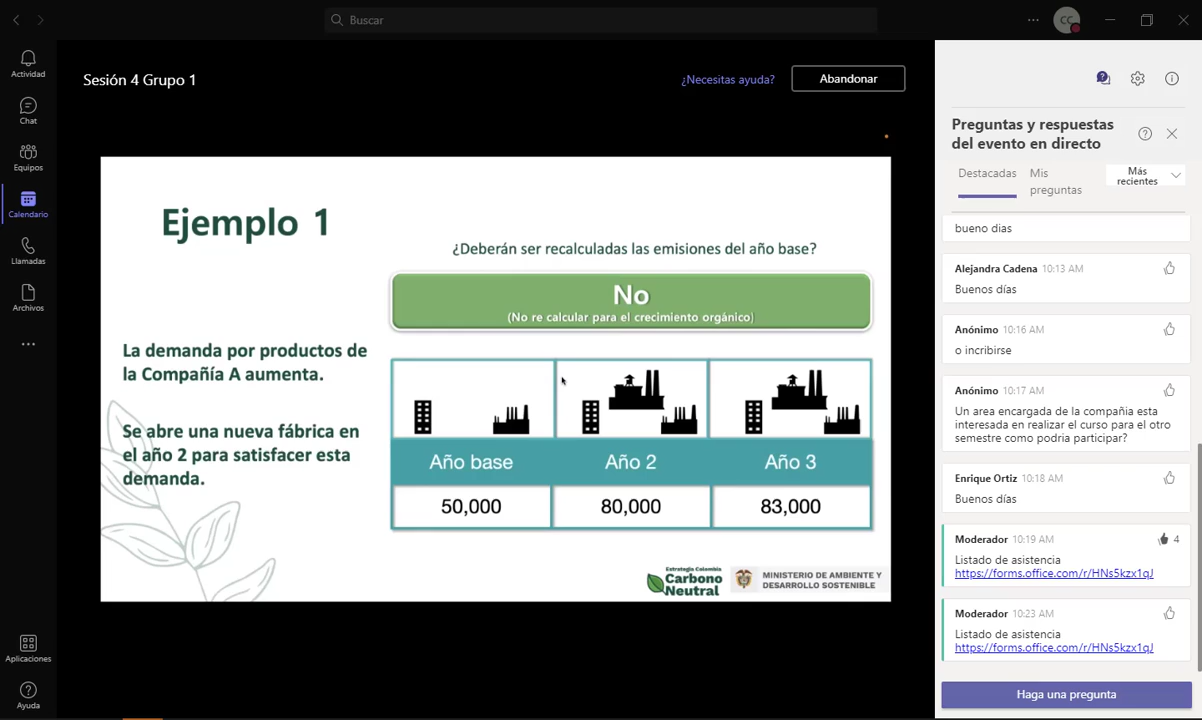 Buscar
CC
Actividad
Chat
Equipos
Calendario
Llamadas
Archivos
Aplicaciones
Ayuda
Sesión 4 Grupo 1
¿Necesitas ayuda?
Abandonar
Ejemplo 1
¿Deberán ser recalculadas las emisiones del año base?
No
(No re calcular para el crecimiento orgánico)
La demanda por productos de
la Compañía A aumenta.
Se abre una nueva fábrica en
el año 2 para satisfacer esta
demanda.
Año base
Año 2
Año 3
50,000
80,000
83,000
Estrategia Colombia
Carbono
Neutral
MINISTERIO DE AMBIENTE Y
DESARROLLO SOSTENIBLE
Preguntas y respuestas
del evento en directo
Destacadas
Mis
preguntas
Más
recientes
bueno dias
Alejandra Cadena 10:13 AM
Buenos días
Anónimo 10:16 AM
o incribirse
Anónimo 10:17 AM
Un area encargada de la compañia esta
interesada en realizar el curso para el otro
semestre como podria participar?
Enrique Ortiz 10:18 AM
Buenos días
Moderador 10:19 AM 4
Listado de asistencia
https://forms.office.com/r/HNs5kzx1qJ
Moderador 10:23 AM
Listado de asistencia
https://forms.office.com/r/HNs5kzx1qJ
Haga una pregunta